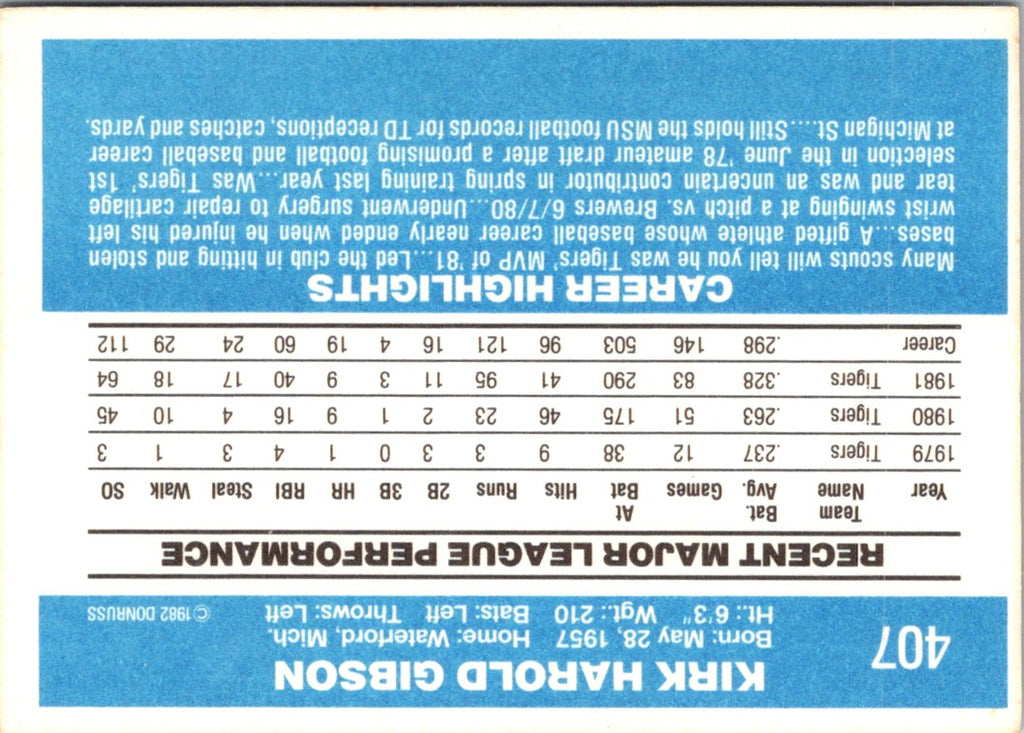 407
KIRK HAROLD GIBSON
Born: May 28, 1957 Home: Waterford, Mich.
Ht.: 6'3" Wgt.: 210 Bats: Left Throws: Left
©1982 DONRUSS
RECENT MAJOR LEAGUE PERFORMANCE
Team Bat. At
Year Name Avg. Games Bat Hits Runs 2B 3B HR RBI Steal Walk SO
1979 Tigers .237 12 38 9 3 3 0 1 4 3 1 3
1980 Tigers .263 51 175 46 23 2 1 9 16 4 10 45
1981 Tigers .328 83 290 41 95 11 3 9 40 17 18 64
Career .298 146 503 96 121 16 4 19 60 24 29 112
CAREER HIGHLIGHTS
Many scouts will tell you he was Tigers' MVP of '81...Led the club in hitting and stolen
bases...A gifted athlete whose baseball career nearly ended when he injured his left
wrist swinging at a pitch vs. Brewers 6/7/80...Underwent surgery to repair cartilage
tear and was an uncertain contributor in spring training last year...Was Tigers' 1st
selection in the June '78 amateur draft after a promising football and baseball career
at Michigan St....Still holds the MSU football records for TD receptions, catches and yards.